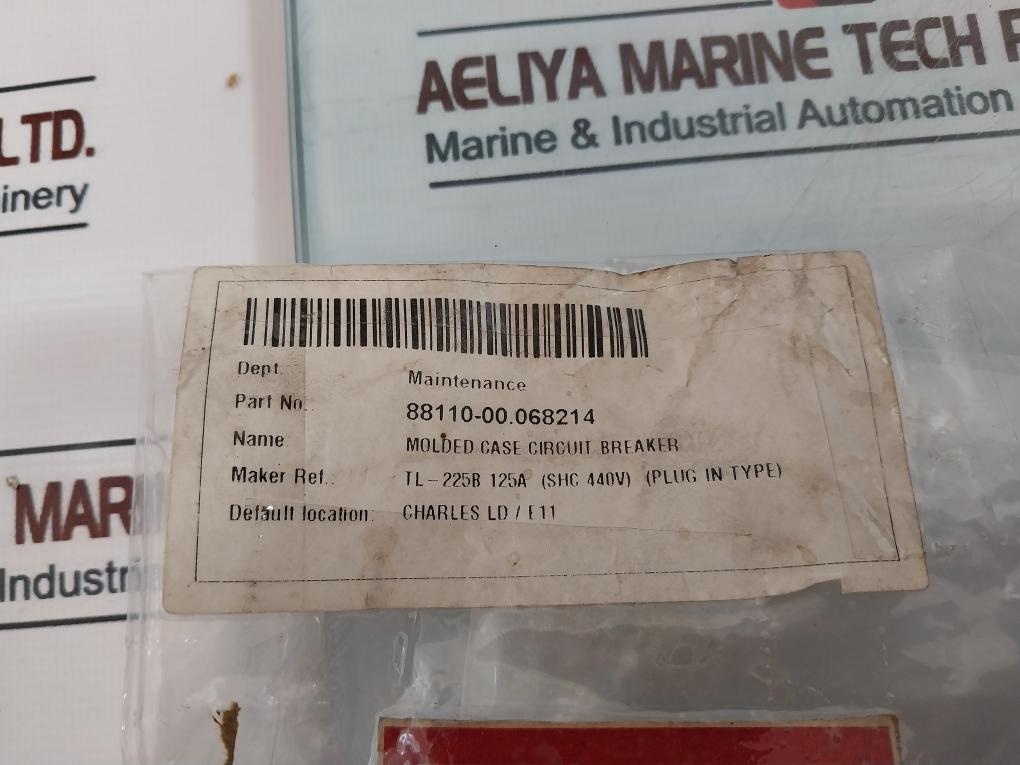 AELIYA MARINE TECH
Marine & Industrial Automation
LTD.
inery
Dept.:
Maintenance
Part No.:
88110-00.068214
Name:
MOLDED CASE CIRCUIT BREAKER
Maker Ref.:
TL-225B 125A (SHC 440V) (PLUG IN TYPE)
Default location:
CHARLES LD / E11
MAR
Industr